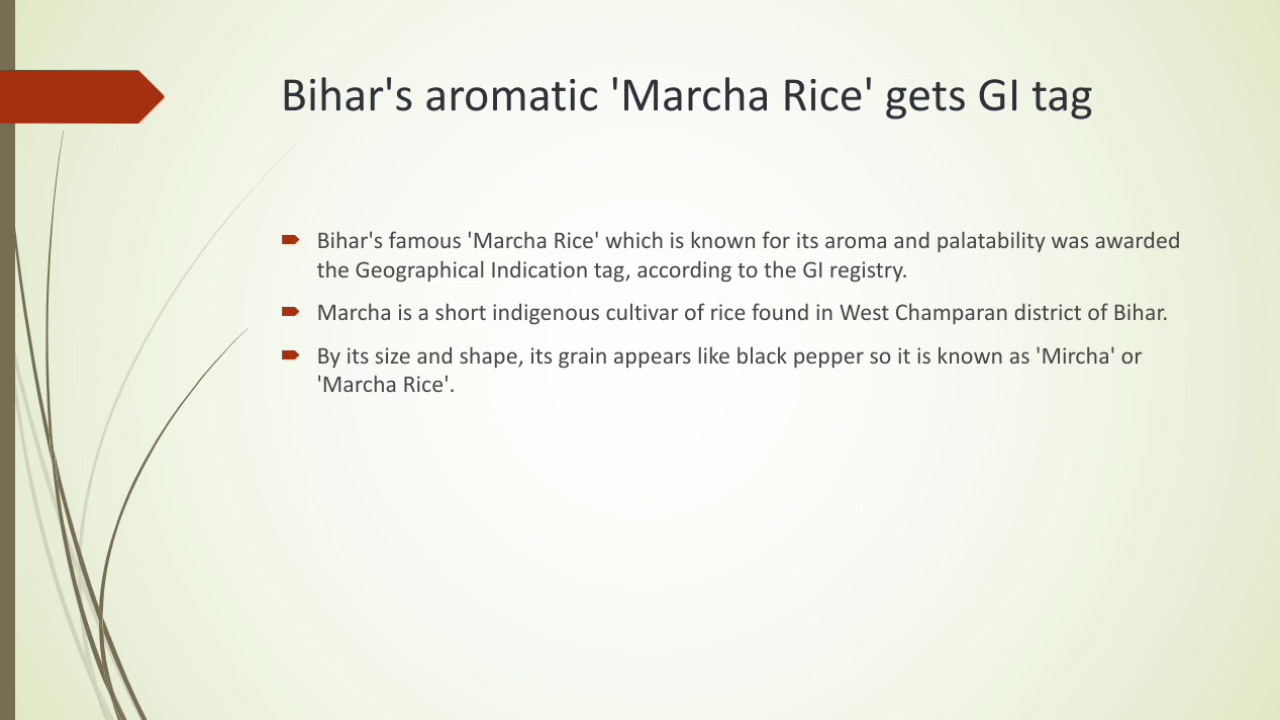 Bihar's aromatic 'Marcha Rice' gets GI tag
Bihar's famous 'Marcha Rice' which is known for its aroma and palatability was awarded
the Geographical Indication tag, according to the GI registry.
Marcha is a short indigenous cultivar of rice found in West Champaran district of Bihar.
By its size and shape, its grain appears like black pepper so it is known as 'Mircha' or
'Marcha Rice'.